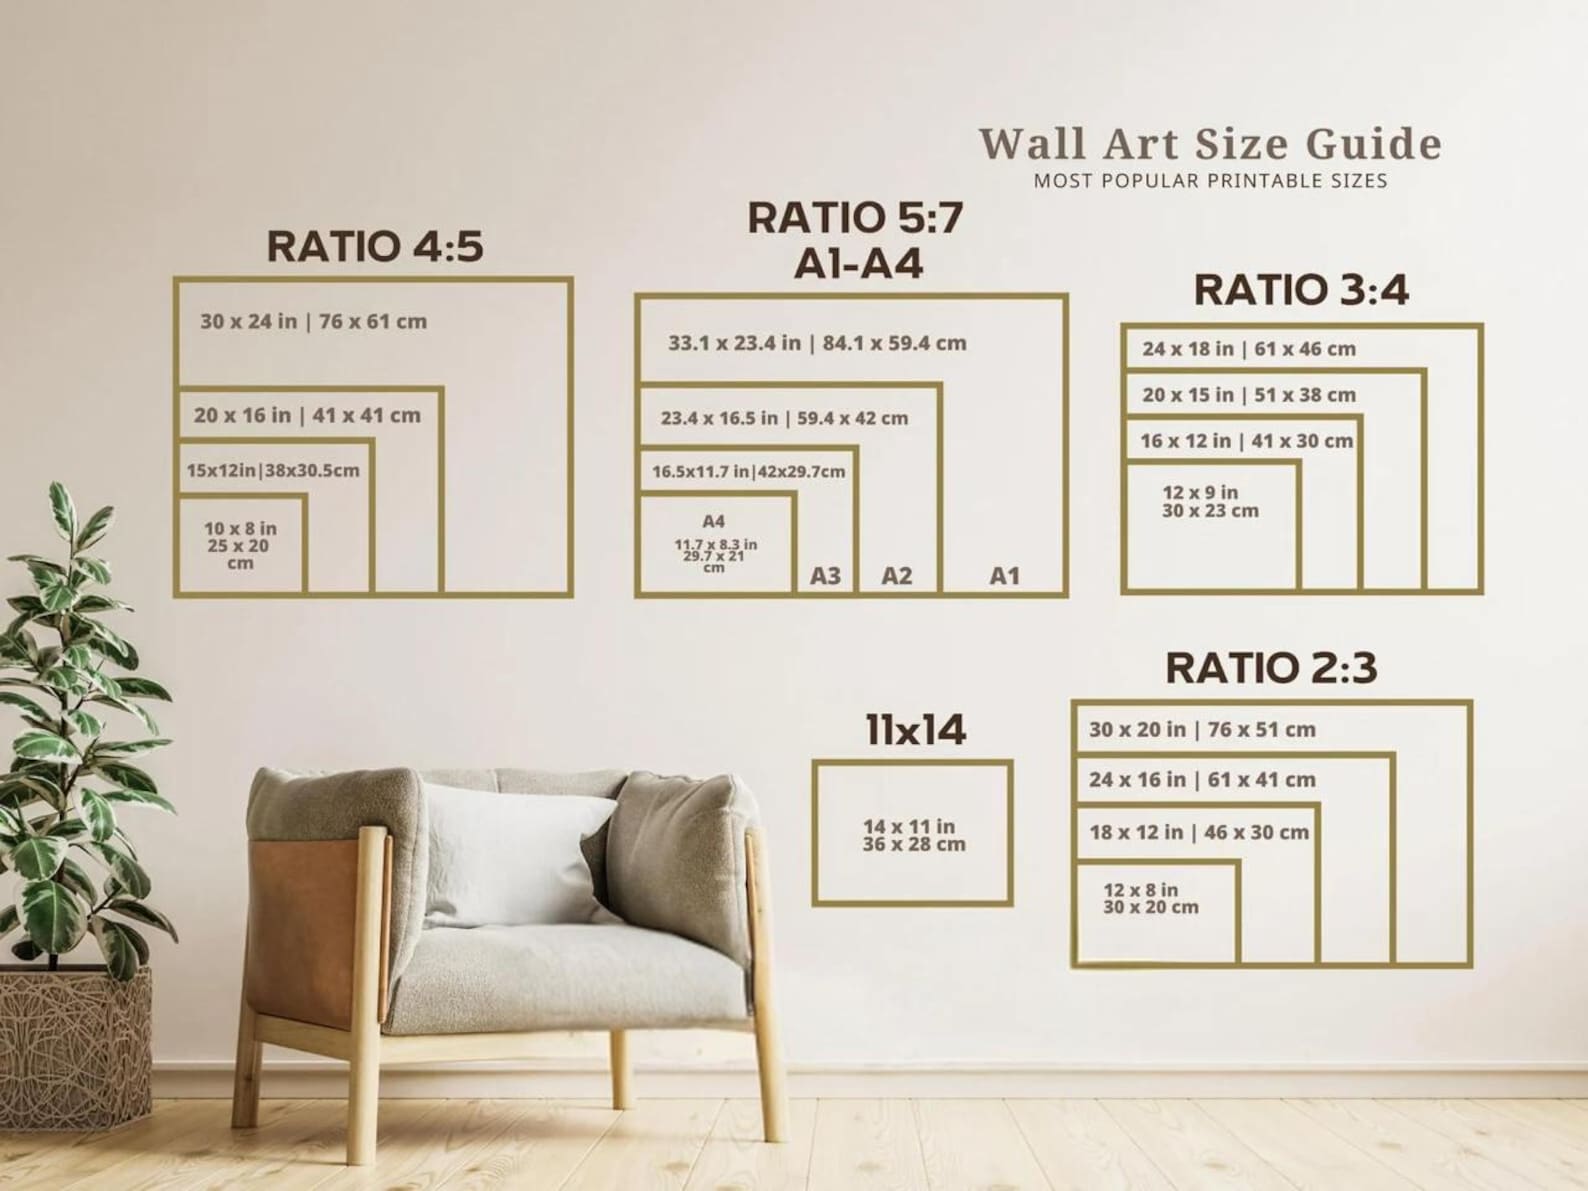 Wall Art Size Guide
MOST POPULAR PRINTABLE SIZES
RATIO 4:5
30 x 24 in | 76 x 61 cm
20 x 16 in | 41 x 41 cm
15x12in|38x30.5cm
10 x 8 in
25 x 20
cm
RATIO 5:7
A1-A4
33.1 x 23.4 in | 84.1 x 59.4 cm
23.4 x 16.5 in | 59.4 x 42 cm
16.5x11.7 in|42x29.7cm
A4
11.7 x 8.3 in
29.7 x 21
cm
A3
A2
A1
RATIO 3:4
24 x 18 in | 61 x 46 cm
20 x 15 in | 51 x 38 cm
16 x 12 in | 41 x 30 cm
12 x 9 in
30 x 23 cm
11x14
14 x 11 in
36 x 28 cm
RATIO 2:3
30 x 20 in | 76 x 51 cm
24 x 16 in | 61 x 41 cm
18 x 12 in | 46 x 30 cm
12 x 8 in
30 x 20 cm